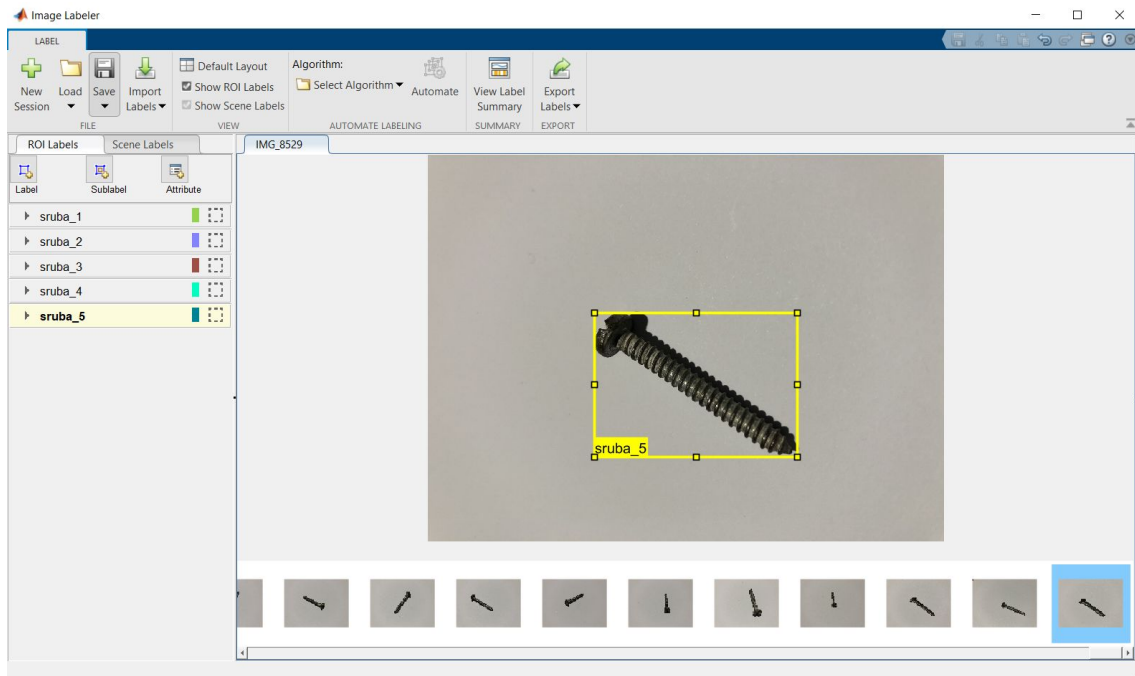 Image Labeler
LABEL
New Session
Load
Save
Import Labels
FILE
Default Layout
Show ROI Labels
Show Scene Labels
VIEW
Algorithm:
Select Algorithm
Automate
AUTOMATE LABELING
View Label Summary
SUMMARY
Export Labels
EXPORT
ROI Labels
Scene Labels
IMG_8529
Label
Sublabel
Attribute
sruba_1
sruba_2
sruba_3
sruba_4
sruba_5
sruba_5